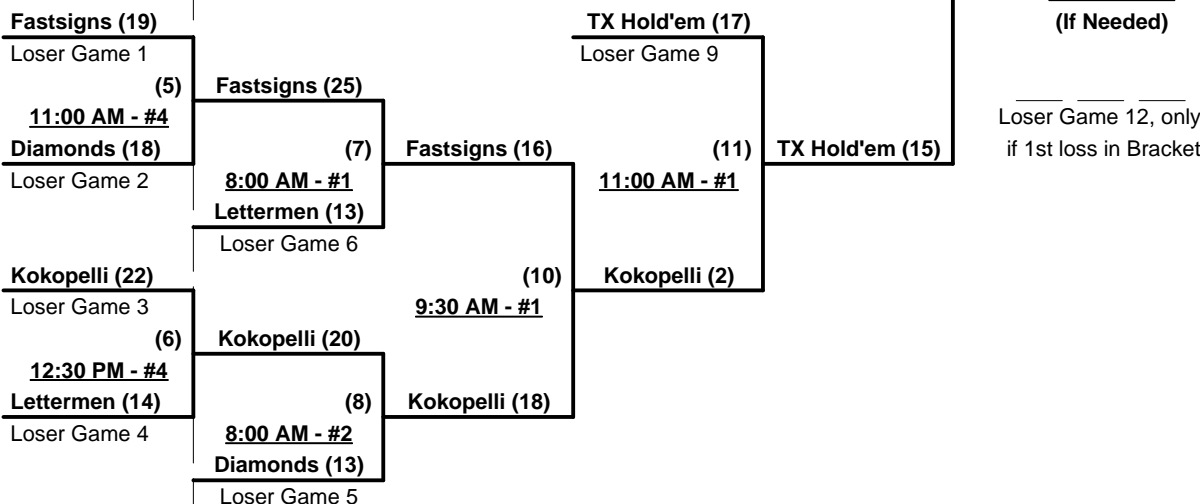 Fastsigns (19)
TX Hold'em (17)
(If Needed)
Loser Game 1
Loser Game 9
(5)
Fastsigns (25)
11:00 AM - #4
Loser Game 12, only
Diamonds (18)
(7)
Fastsigns (16)
(11)
TX Hold'em (15)
if 1st loss in Bracket
Loser Game 2
8:00 AM - #1
11:00 AM - #1
Lettermen (13)
Loser Game 6
Kokopelli (22)
(10)
Kokopelli (2)
Loser Game 3
9:30 AM - #1
(6)
Kokopelli (20)
12:30 PM - #4
Lettermen (14)
(8)
Kokopelli (18)
Loser Game 4
8:00 AM - #2
Diamonds (13)
Loser Game 5